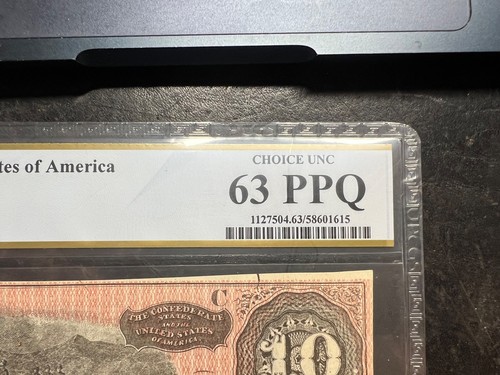 tes of America
CHOICE UNC
63 PPQ
1127504.63/58601615
C
THE CONFEDERATE
STATES
AND THE
UNITED STATES
OF AMERICA.
10